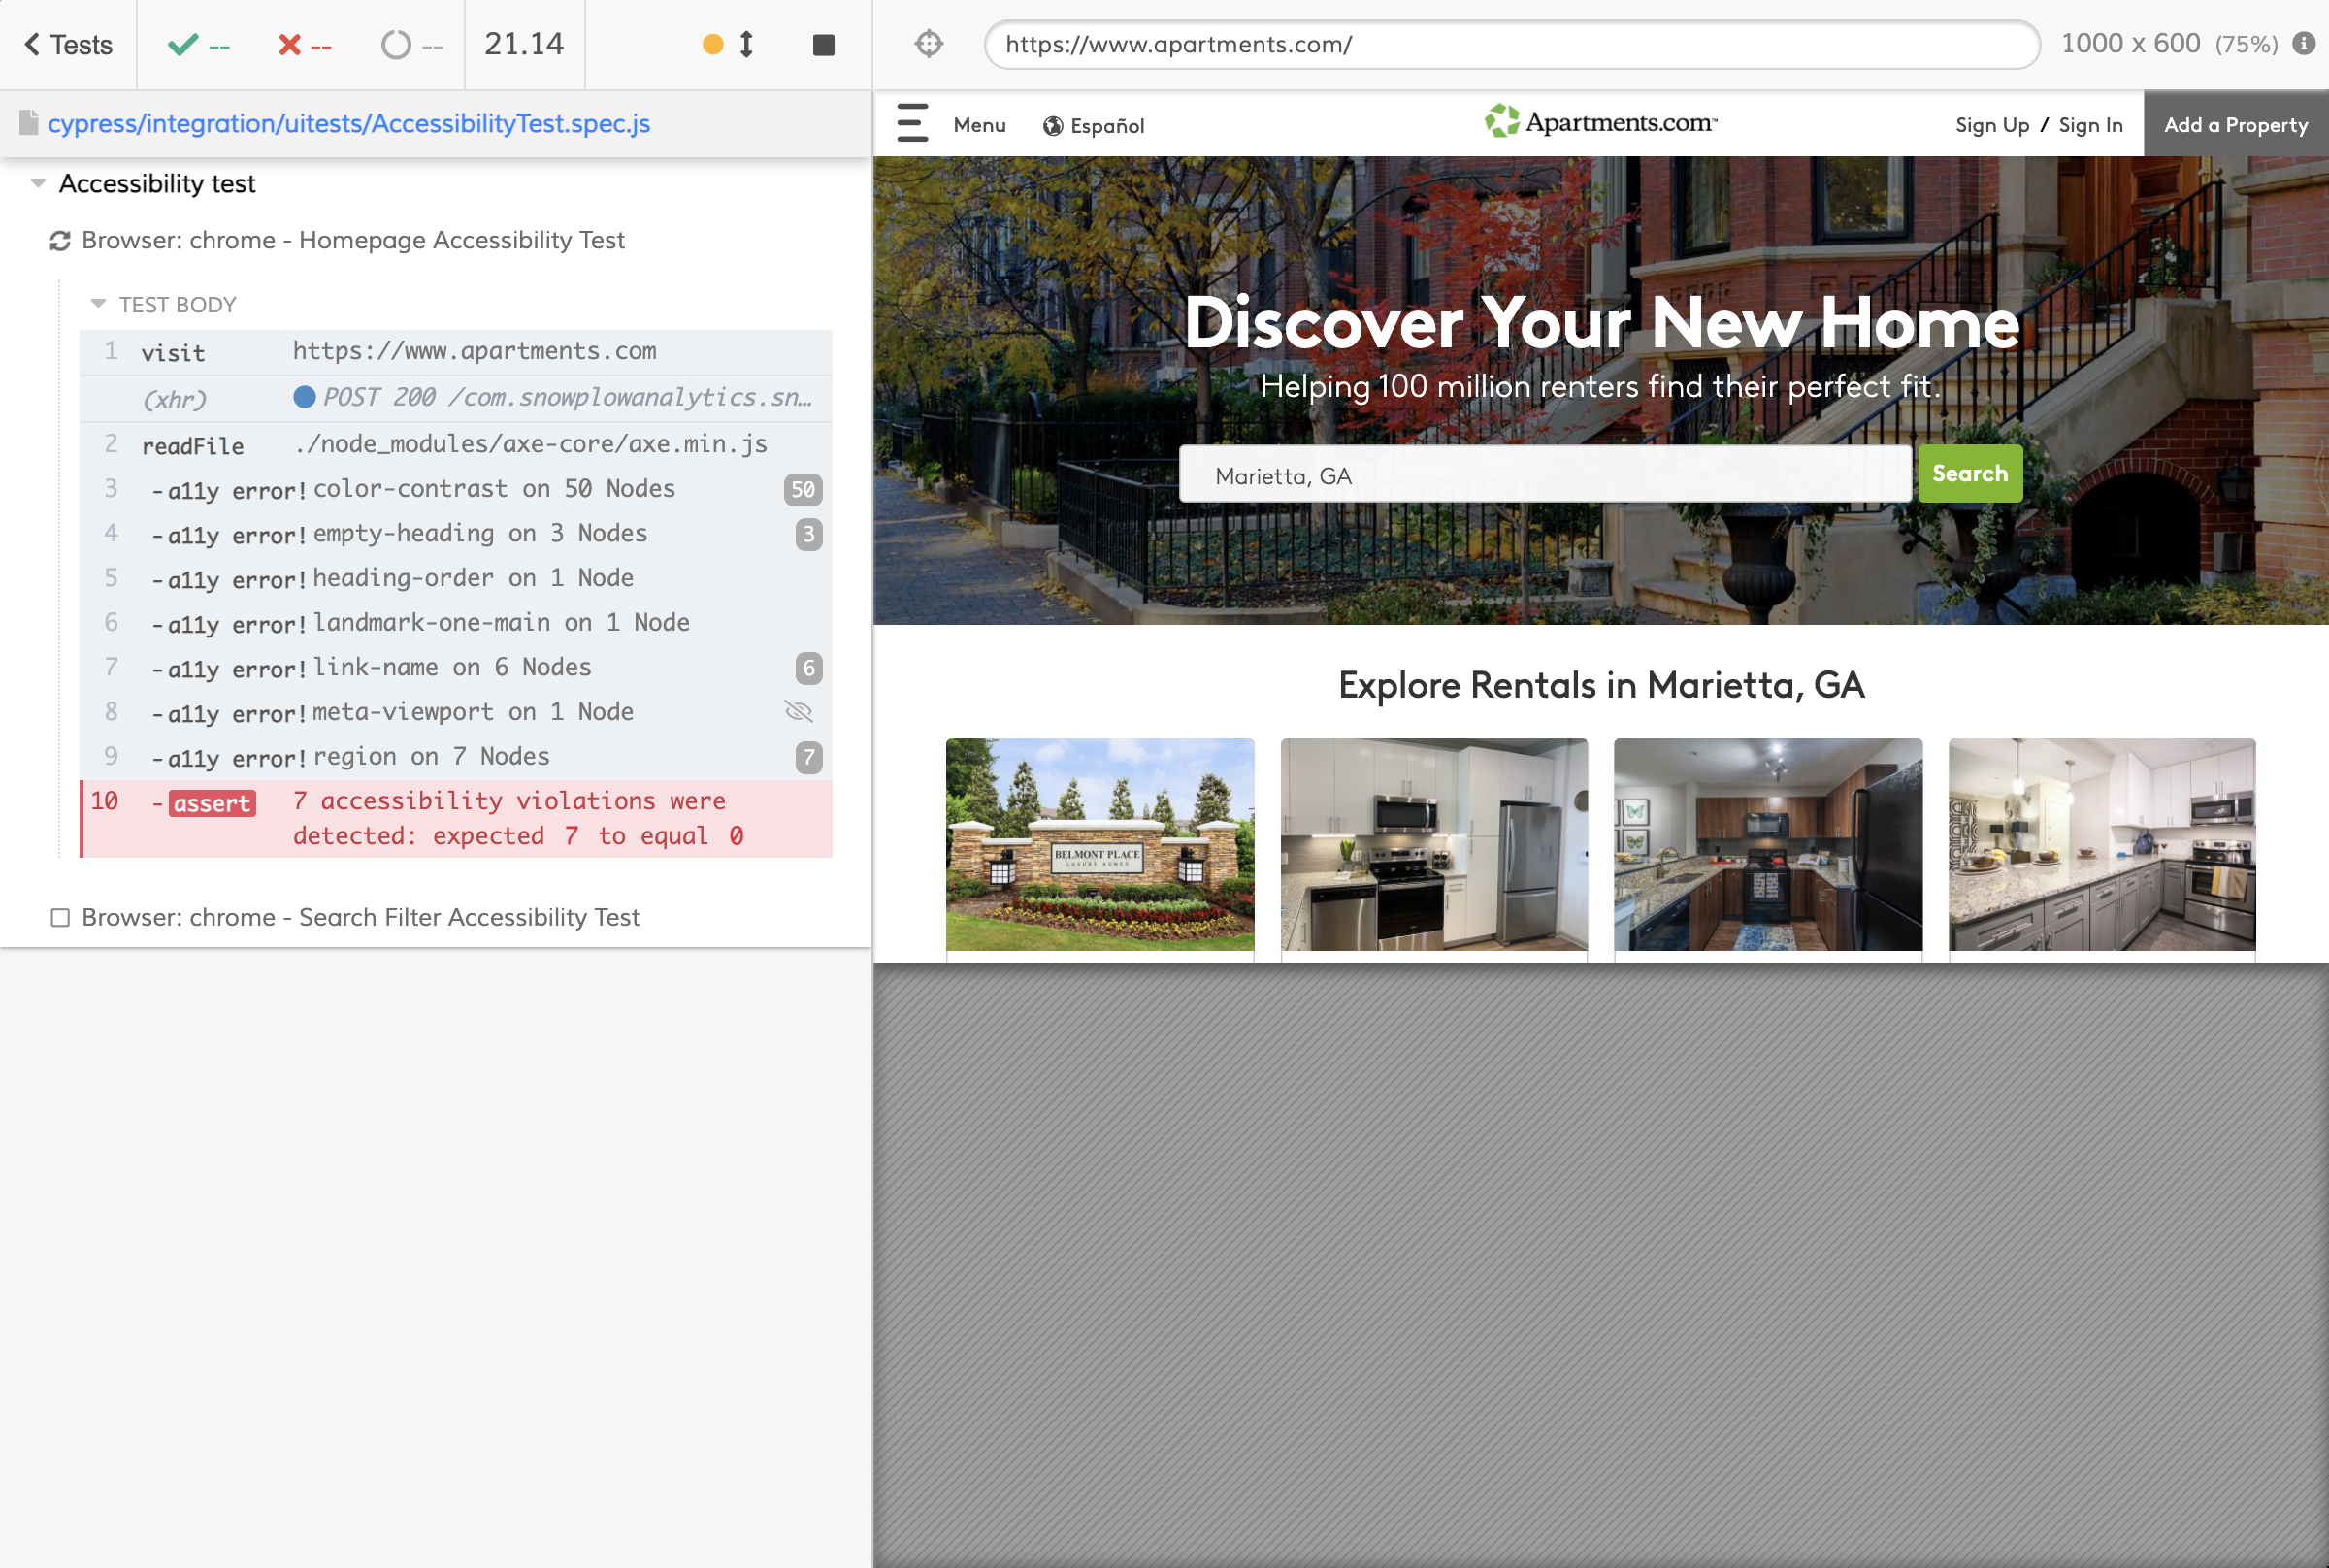 Tests
--
--
--
21.14
https://www.apartments.com/
1000 x 600 (75%)
cypress/integration/uitests/AccessibilityTest.spec.js
Accessibility test
Browser: chrome - Homepage Accessibility Test
TEST BODY
1 visit https://www.apartments.com
(xhr) POST 200 /com.snowplowanalytics.sn...
2 readFile ./node_modules/axe-core/axe.min.js
3 -a11y error! color-contrast on 50 Nodes 50
4 -a11y error! empty-heading on 3 Nodes 3
5 -a11y error! heading-order on 1 Node
6 -a11y error! landmark-one-main on 1 Node
7 -a11y error! link-name on 6 Nodes 6
8 -a11y error! meta-viewport on 1 Node
9 -a11y error! region on 7 Nodes 7
10 -assert 7 accessibility violations were
detected: expected 7 to equal 0
Browser: chrome - Search Filter Accessibility Test
Menu
Español
Apartments.com™
Sign Up / Sign In
Add a Property
Discover Your New Home
Helping 100 million renters find their perfect fit.
Marietta, GA
Search
Explore Rentals in Marietta, GA
BELMONT PLACE
LUXURY HOMES